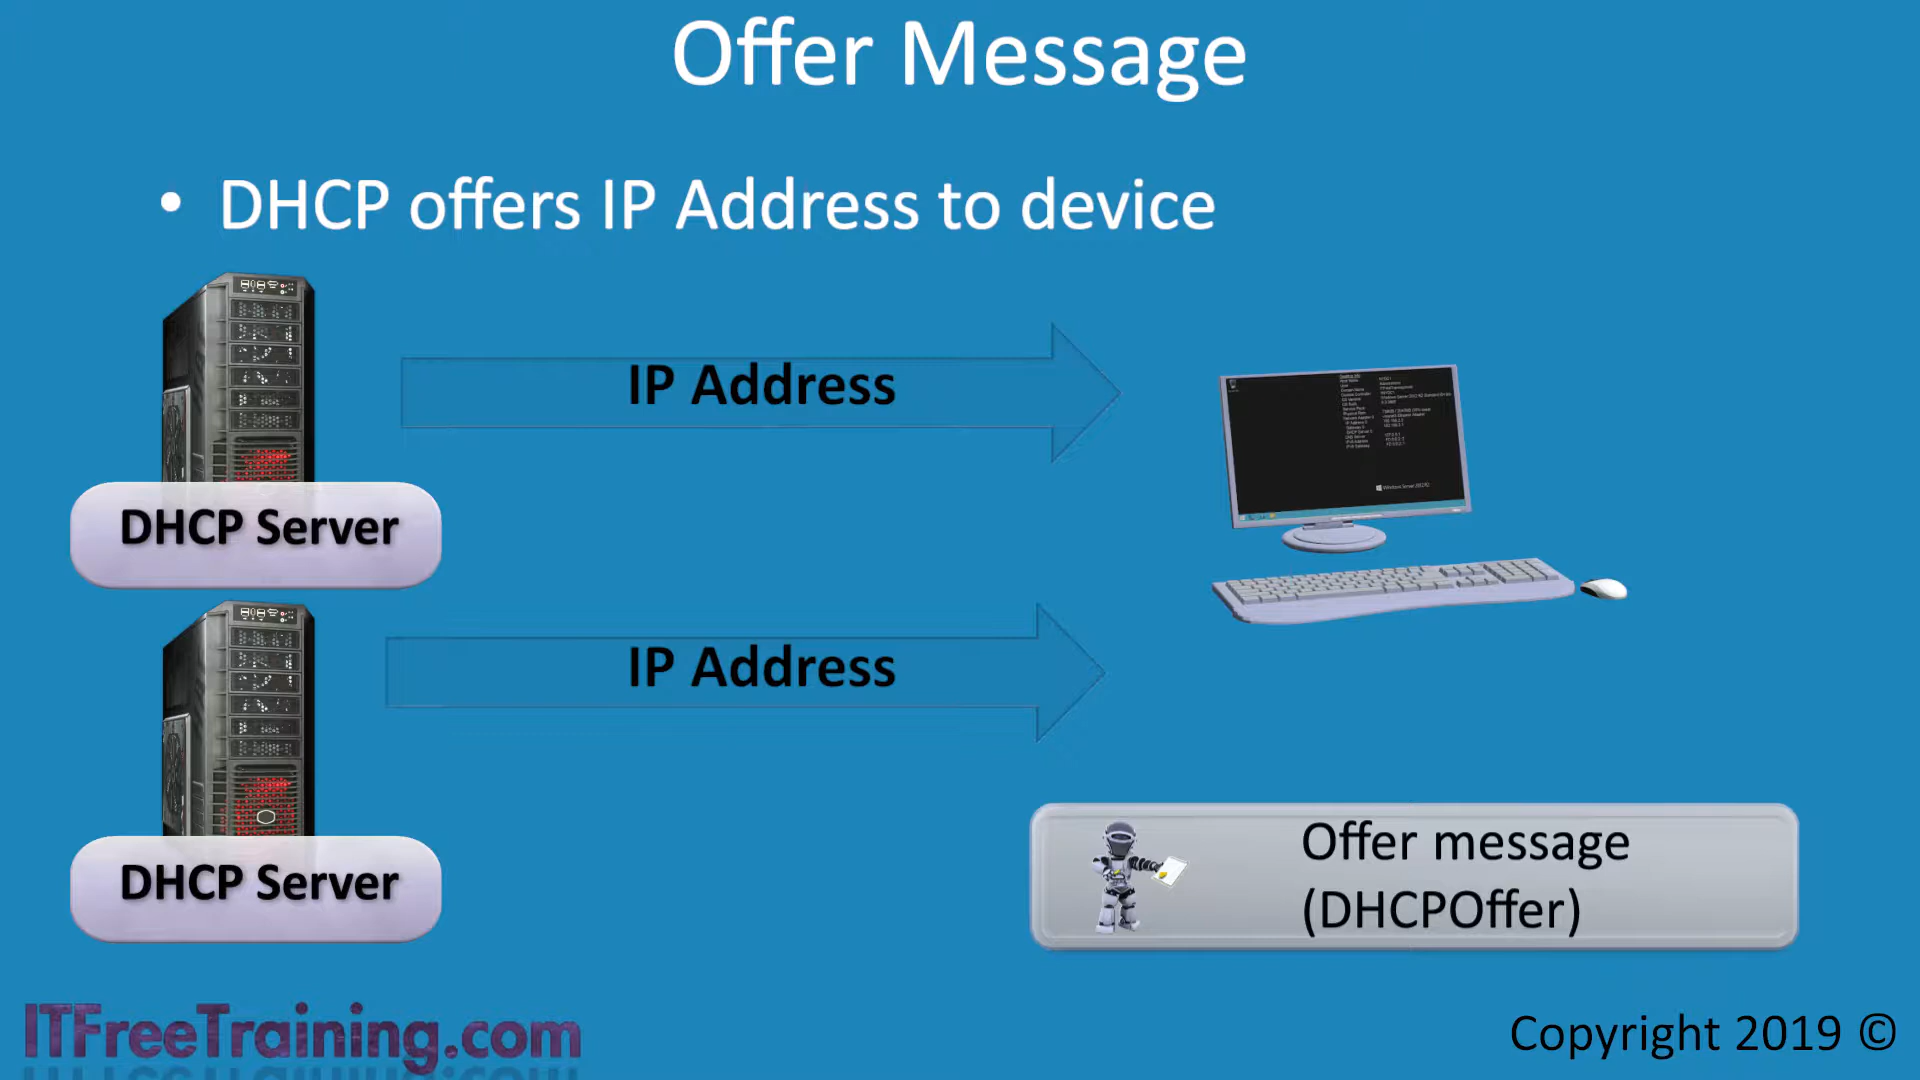 Offer Message
• DHCP offers IP Address to device
IP Address
DHCP Server
IP Address
DHCP Server
Offer message
(DHCPOffer)
ITFreeTraining.com
Copyright 2019 ©